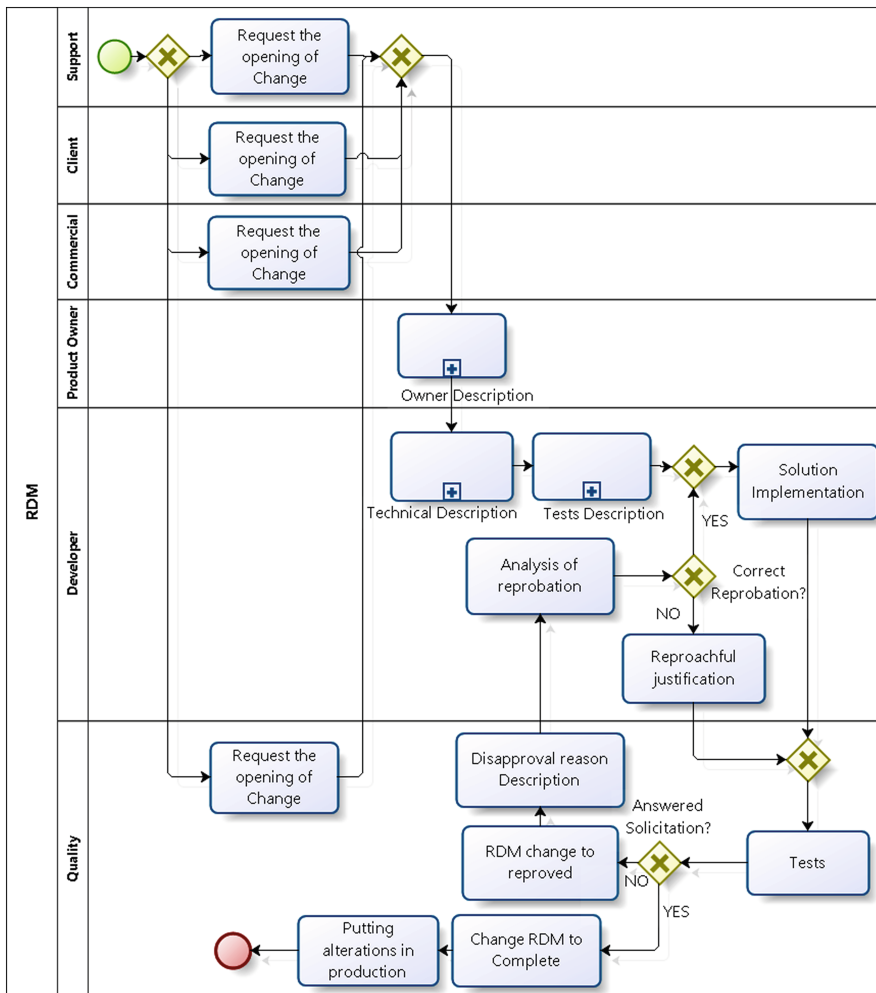 RDM
Support
Request the
opening of
Change
Client
Request the
opening of
Change
Commercial
Request the
opening of
Change
Product Owner
Owner Description
Developer
Technical Description
Tests Description
Solution
Implementation
YES
Analysis of
reprobation
Correct
Reprobation?
NO
Reproachful
justification
Quality
Request the
opening of
Change
Disapproval reason
Description
Answered
Solicitation?
RDM change to
reproved
NO
Tests
YES
Putting
alterations in
production
Change RDM to
Complete